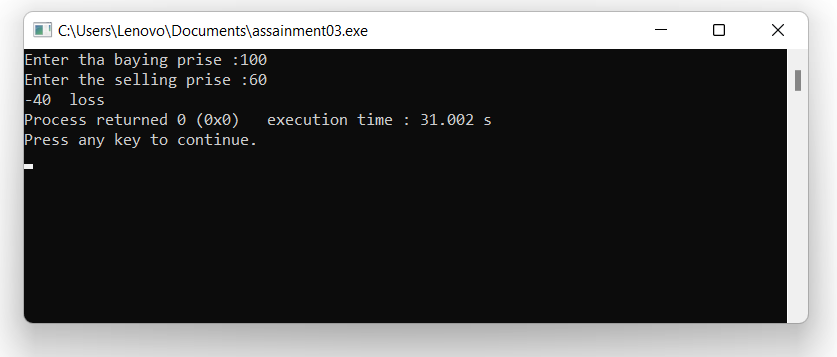 C:\Users\Lenovo\Documents\assainment03.exe
Enter tha baying prise :100
Enter the selling prise :60
-40  loss
Process returned 0 (0x0)   execution time : 31.002 s
Press any key to continue.